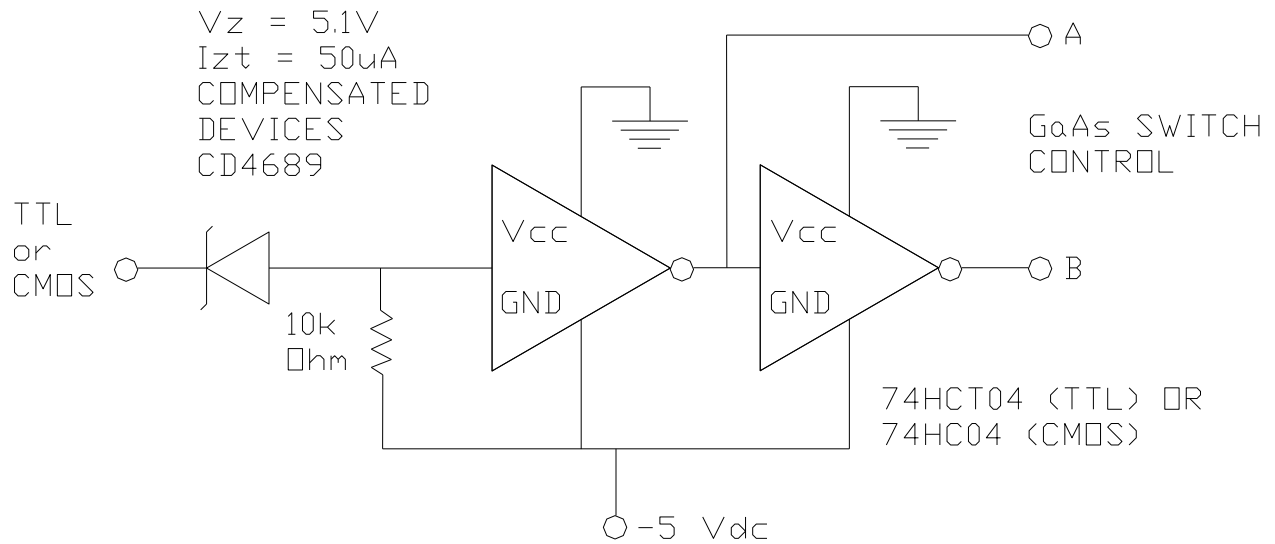 Vz = 5.1V
Izt = 50uA
COMPENSATED
DEVICES
CD4689
A
GaAs SWITCH
CONTROL
TTL
or
CMOS
Vcc
GND
Vcc
GND
B
10k
Ohm
74HCT04 (TTL) OR
74HC04 (CMOS)
-5 Vdc